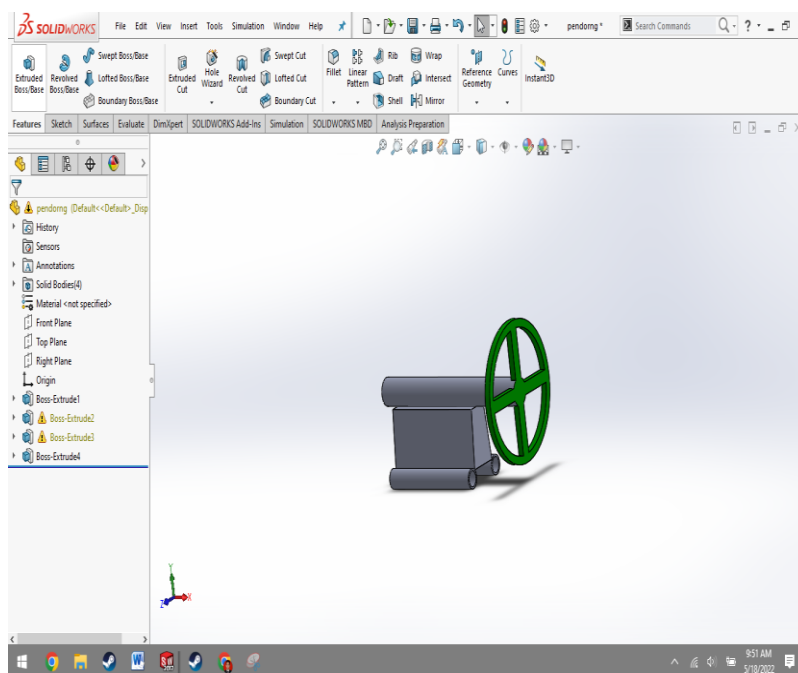 SOLIDWORKS File Edit View Insert Tools Simulation Window Help pendorng * Search Commands
Extruded Boss/Base
Revolved Boss/Base
Swept Boss/Base
Lofted Boss/Base
Boundary Boss/Base
Extruded Cut
Hole Wizard
Revolved Cut
Swept Cut
Lofted Cut
Boundary Cut
Fillet
Linear Pattern
Rib
Draft
Shell
Wrap
Intersect
Mirror
Reference Geometry
Curves
Instant3D
Features Sketch Surfaces Evaluate DimXpert SOLIDWORKS Add-Ins Simulation SOLIDWORKS MBD Analysis Preparation
pendorng (Default<<Default>_Disp
History
Sensors
Annotations
Solid Bodies(4)
Material <not specified>
Front Plane
Top Plane
Right Plane
Origin
Boss-Extrude1
Boss-Extrude2
Boss-Extrude3
Boss-Extrude4
Y
Z X
9:51 AM
5/18/2022